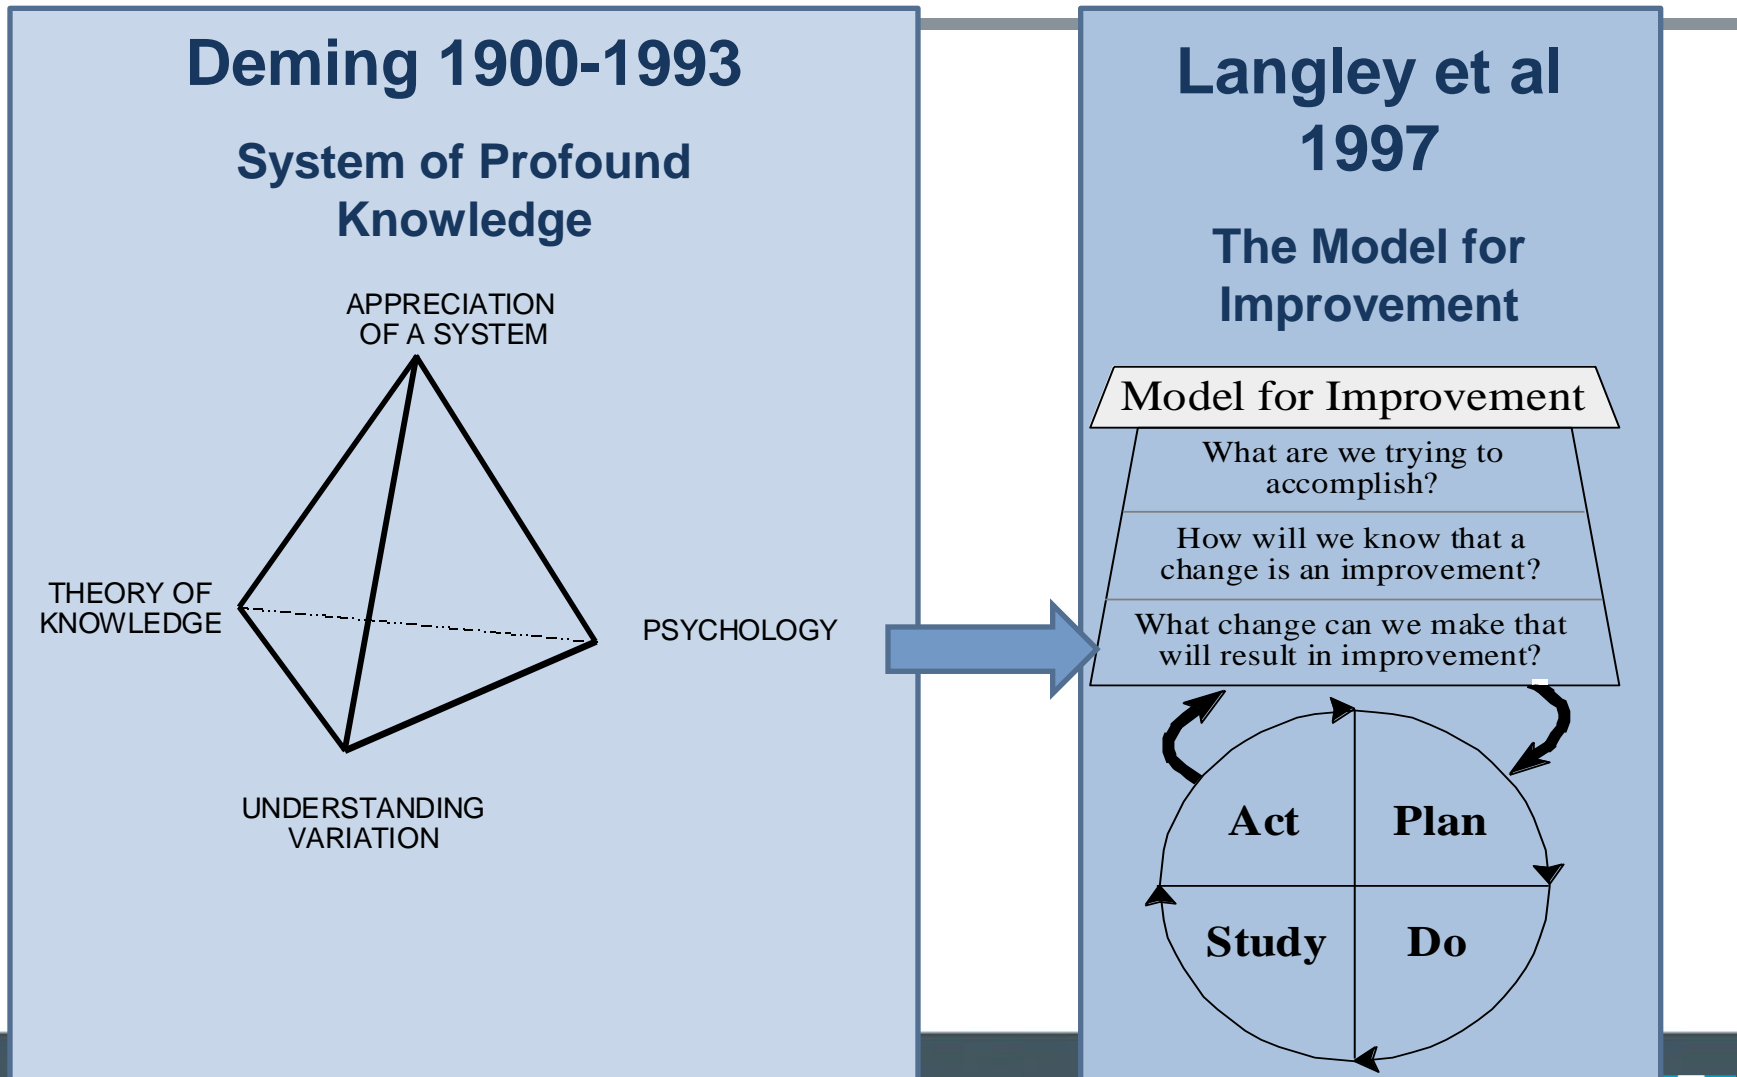 Deming 1900-1993
System of Profound
Knowledge
APPRECIATION
OF A SYSTEM
THEORY OF
KNOWLEDGE
PSYCHOLOGY
UNDERSTANDING
VARIATION
Langley et al
1997
The Model for
Improvement
Model for Improvement
What are we trying to
accomplish?
How will we know that a
change is an improvement?
What change can we make that
will result in improvement?
Act
Plan
Study
Do